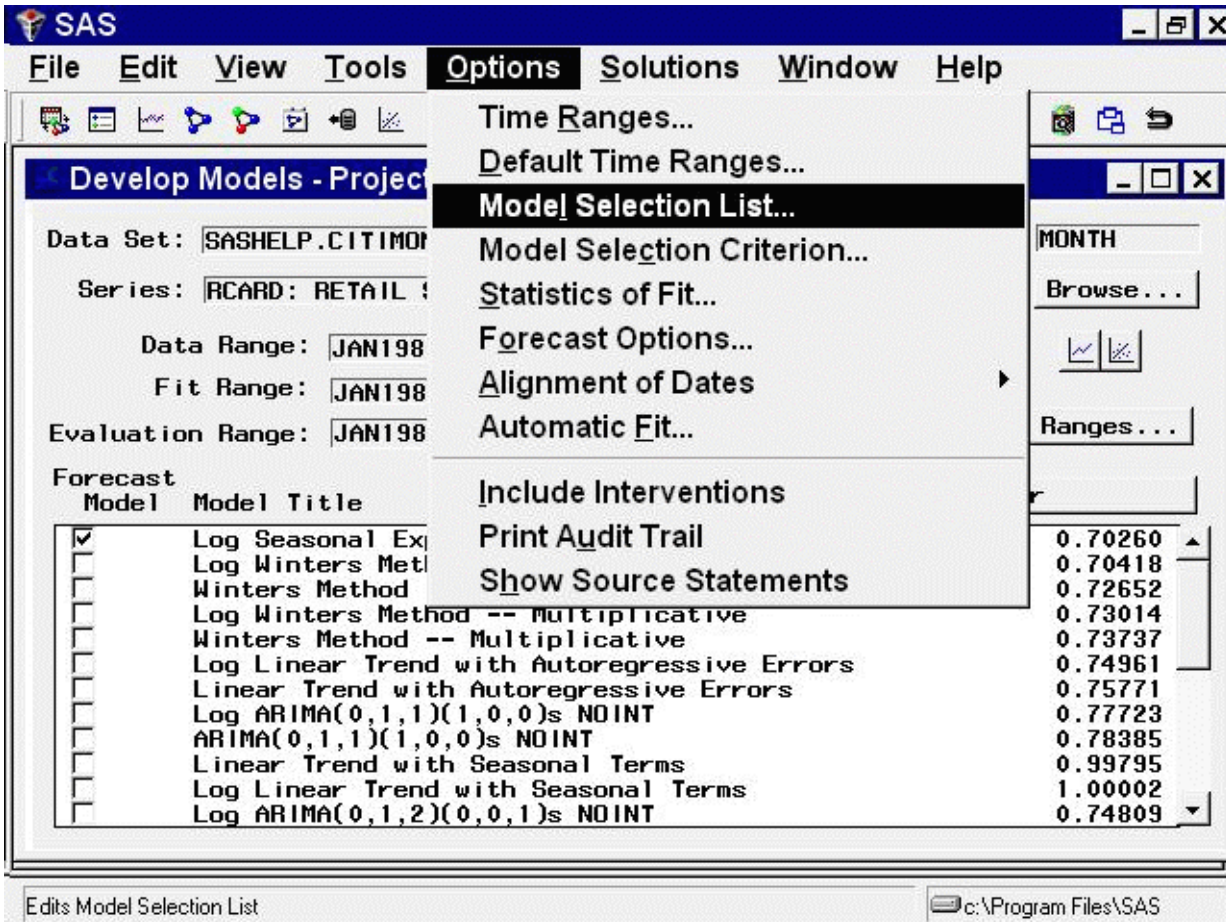 SAS
File Edit View Tools Options Solutions Window Help
Time Ranges...
Default Time Ranges...
Model Selection List...
Model Selection Criterion...
Statistics of Fit...
Forecast Options...
Alignment of Dates
Automatic Fit...
Include Interventions
Print Audit Trail
Show Source Statements
Develop Models - Project
Data Set: SASHELP.CITIMON MONTH
Series: RCARD: RETAIL S Browse...
Data Range: JAN198
Fit Range: JAN198
Evaluation Range: JAN198 Ranges...
Forecast
Model Model Title r
Log Seasonal Exp 0.70260
Log Winters Meth 0.70418
Winters Method 0.72652
Log Winters Method -- Multiplicative 0.73014
Winters Method -- Multiplicative 0.73737
Log Linear Trend with Autoregressive Errors 0.74961
Linear Trend with Autoregressive Errors 0.75771
Log ARIMA(0,1,1)(1,0,0)s NOINT 0.77723
ARIMA(0,1,1)(1,0,0)s NOINT 0.78385
Linear Trend with Seasonal Terms 0.99795
Log Linear Trend with Seasonal Terms 1.00002
Log ARIMA(0,1,2)(0,0,1)s NOINT 0.74809
Edits Model Selection List c:\Program Files\SAS